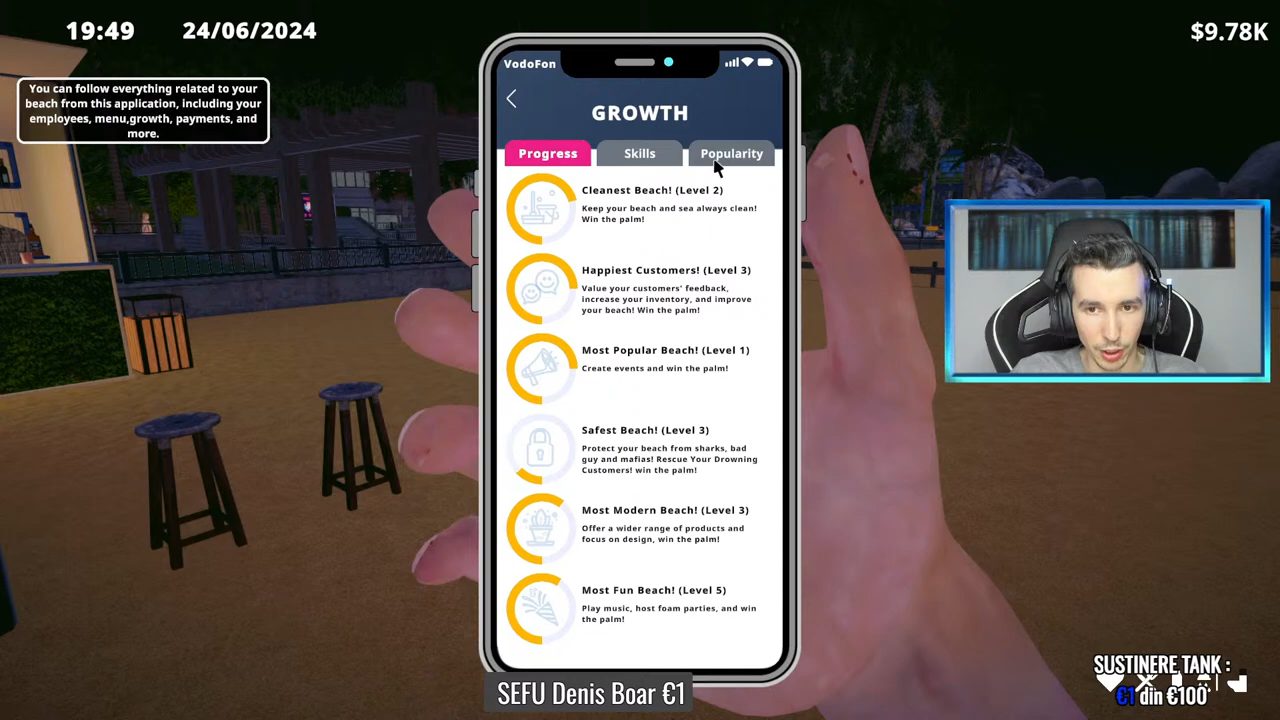 19:49
24/06/2024
$9.78K
You can follow everything related to your
beach from this application, including your
employees, menu,growth, payments, and
more.
VodoFon
GROWTH
Progress
Skills
Popularity
Cleanest Beach! (Level 2)
Keep your beach and sea always clean!
Win the palm!
Happiest Customers! (Level 3)
Value your customers' feedback,
increase your inventory, and improve
your beach! Win the palm!
Most Popular Beach! (Level 1)
Create events and win the palm!
Safest Beach! (Level 3)
Protect your beach from sharks, bad
guy and mafias! Rescue Your Drowning
Customers! win the palm!
Most Modern Beach! (Level 3)
Offer a wider range of products and
focus on design, win the palm!
Most Fun Beach! (Level 5)
Play music, host foam parties, and win
the palm!
SEFU Denis Boar €1
SUSTINERE TANK :
€1 din €100